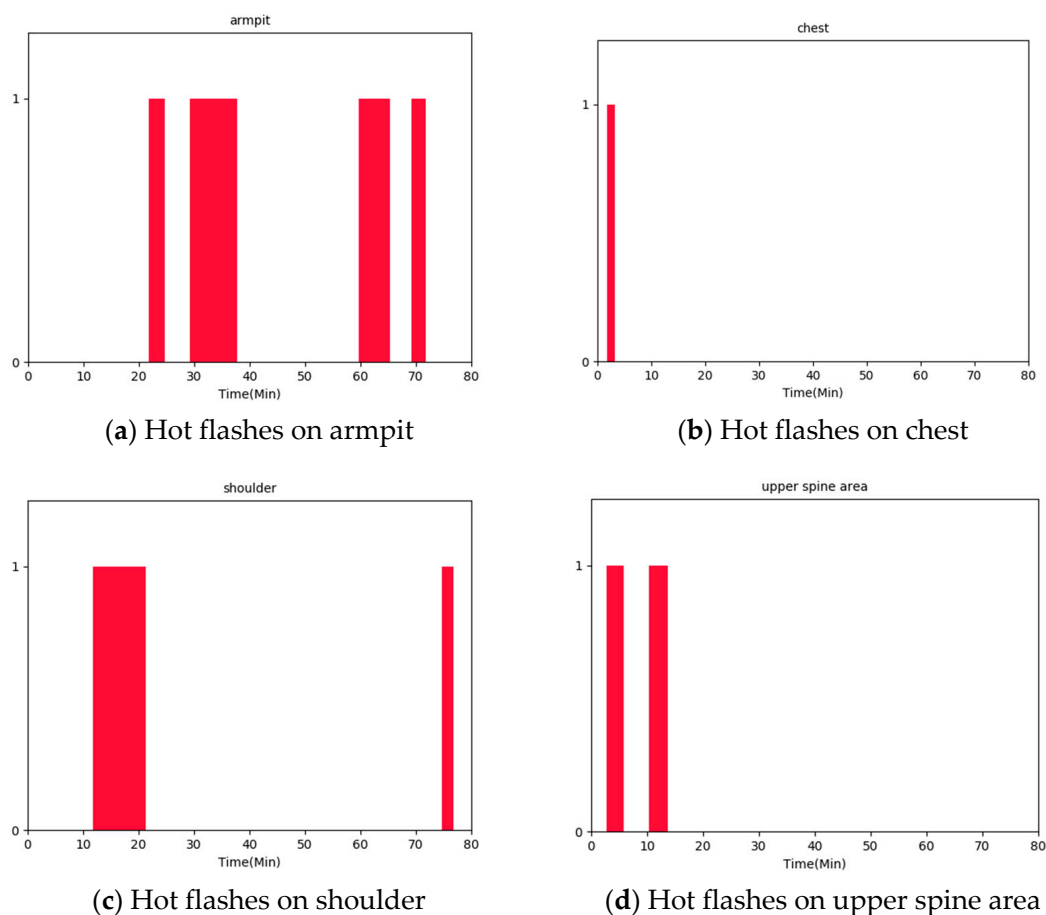 armpit
1
0
0 10 20 30 40 50 60 70 80
Time(Min)
(a) Hot flashes on armpit
chest
1
0
0 10 20 30 40 50 60 70 80
Time(Min)
(b) Hot flashes on chest
shoulder
1
0
0 10 20 30 40 50 60 70 80
Time(Min)
(c) Hot flashes on shoulder
upper spine area
1
0
0 10 20 30 40 50 60 70 80
Time(Min)
(d) Hot flashes on upper spine area